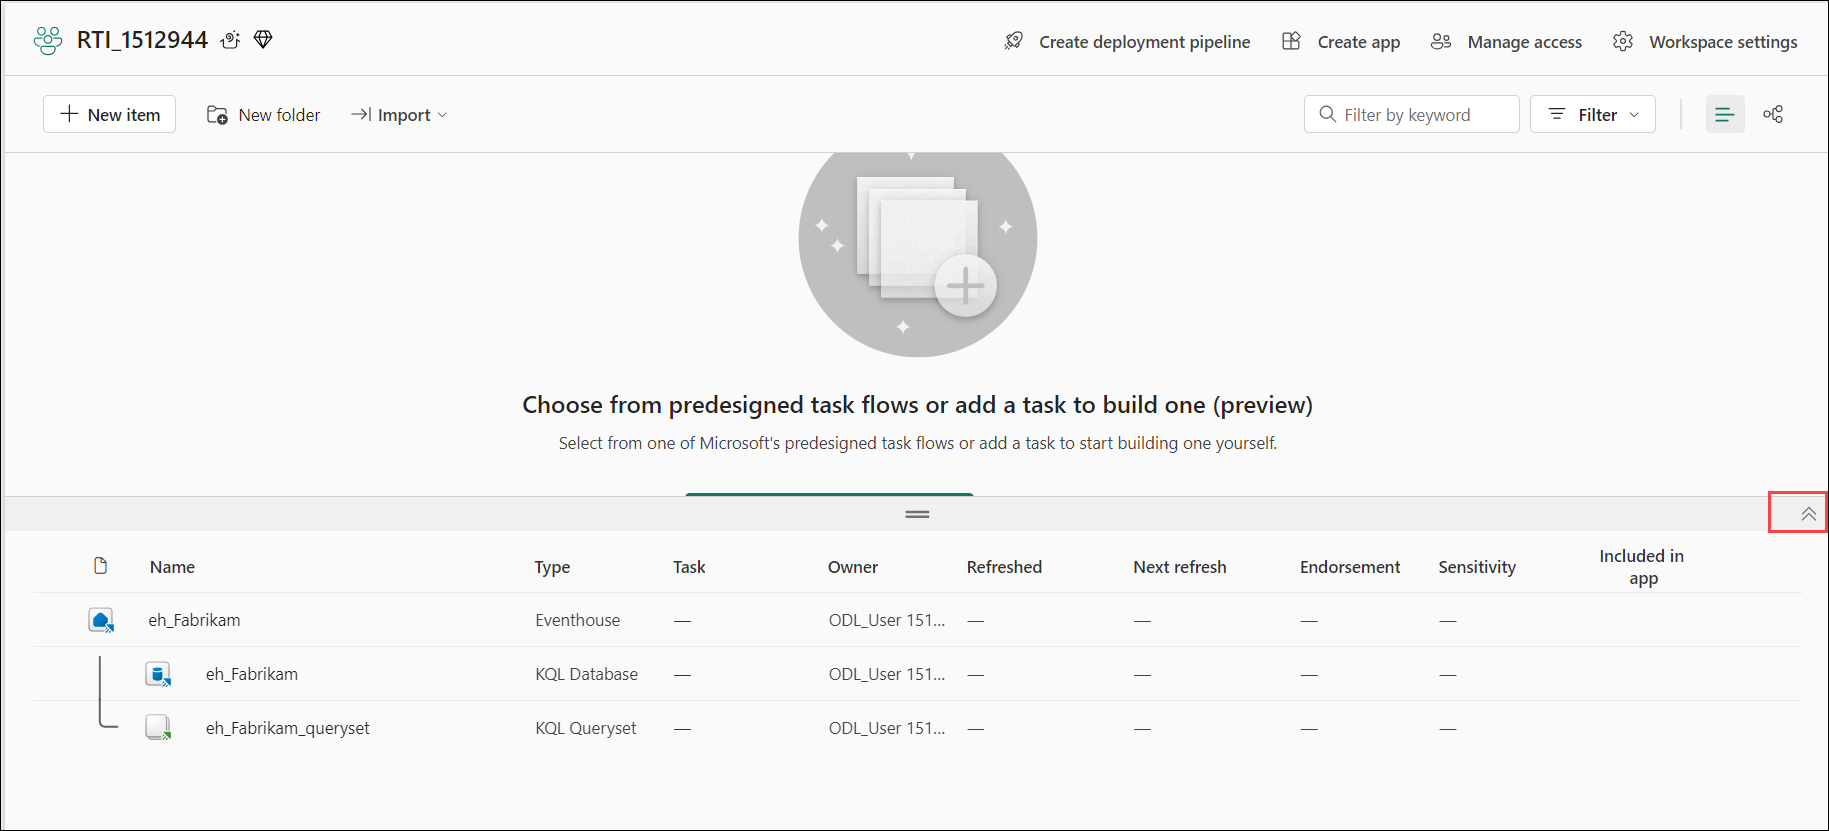 RTI_1512944
Create deployment pipeline
Create app
Manage access
Workspace settings
New item
New folder
Import
Filter by keyword
Filter
Choose from predesigned task flows or add a task to build one (preview)
Select from one of Microsoft's predesigned task flows or add a task to start building one yourself.
Name Type Task Owner Refreshed Next refresh Endorsement Sensitivity Included in
app
eh_Fabrikam Eventhouse — ODL_User 151... — — — —
eh_Fabrikam KQL Database — ODL_User 151... — — — —
eh_Fabrikam_queryset KQL Queryset — ODL_User 151... — — — —